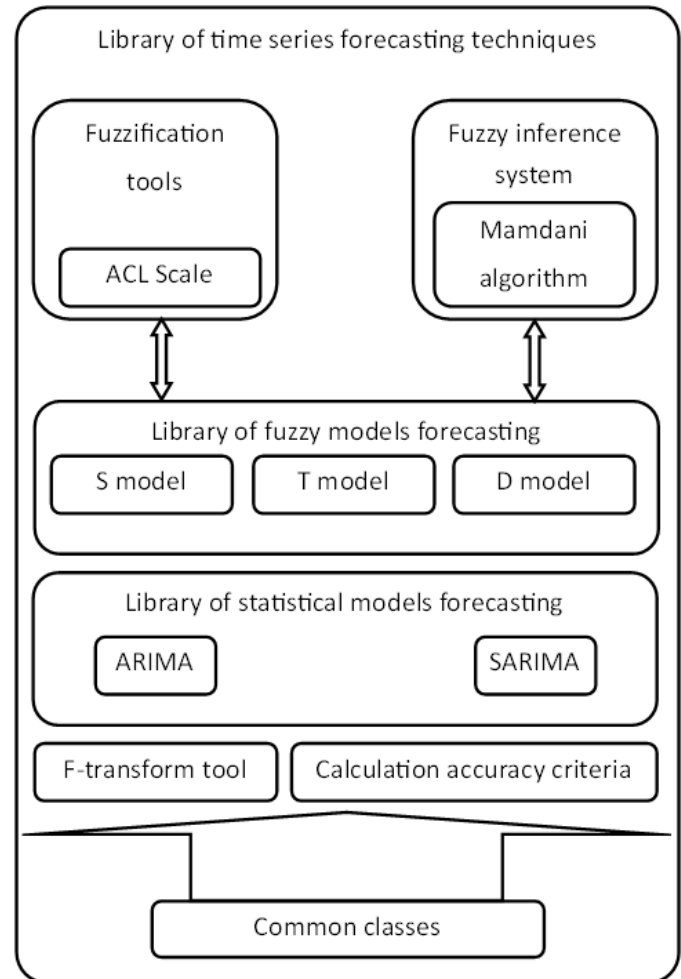 Library of time series forecasting techniques
Fuzzification
tools
ACL Scale
Fuzzy inference
system
Mamdani
algorithm
Library of fuzzy models forecasting
S model
T model
D model
Library of statistical models forecasting
ARIMA
SARIMA
F-transform tool
Calculation accuracy criteria
Common classes